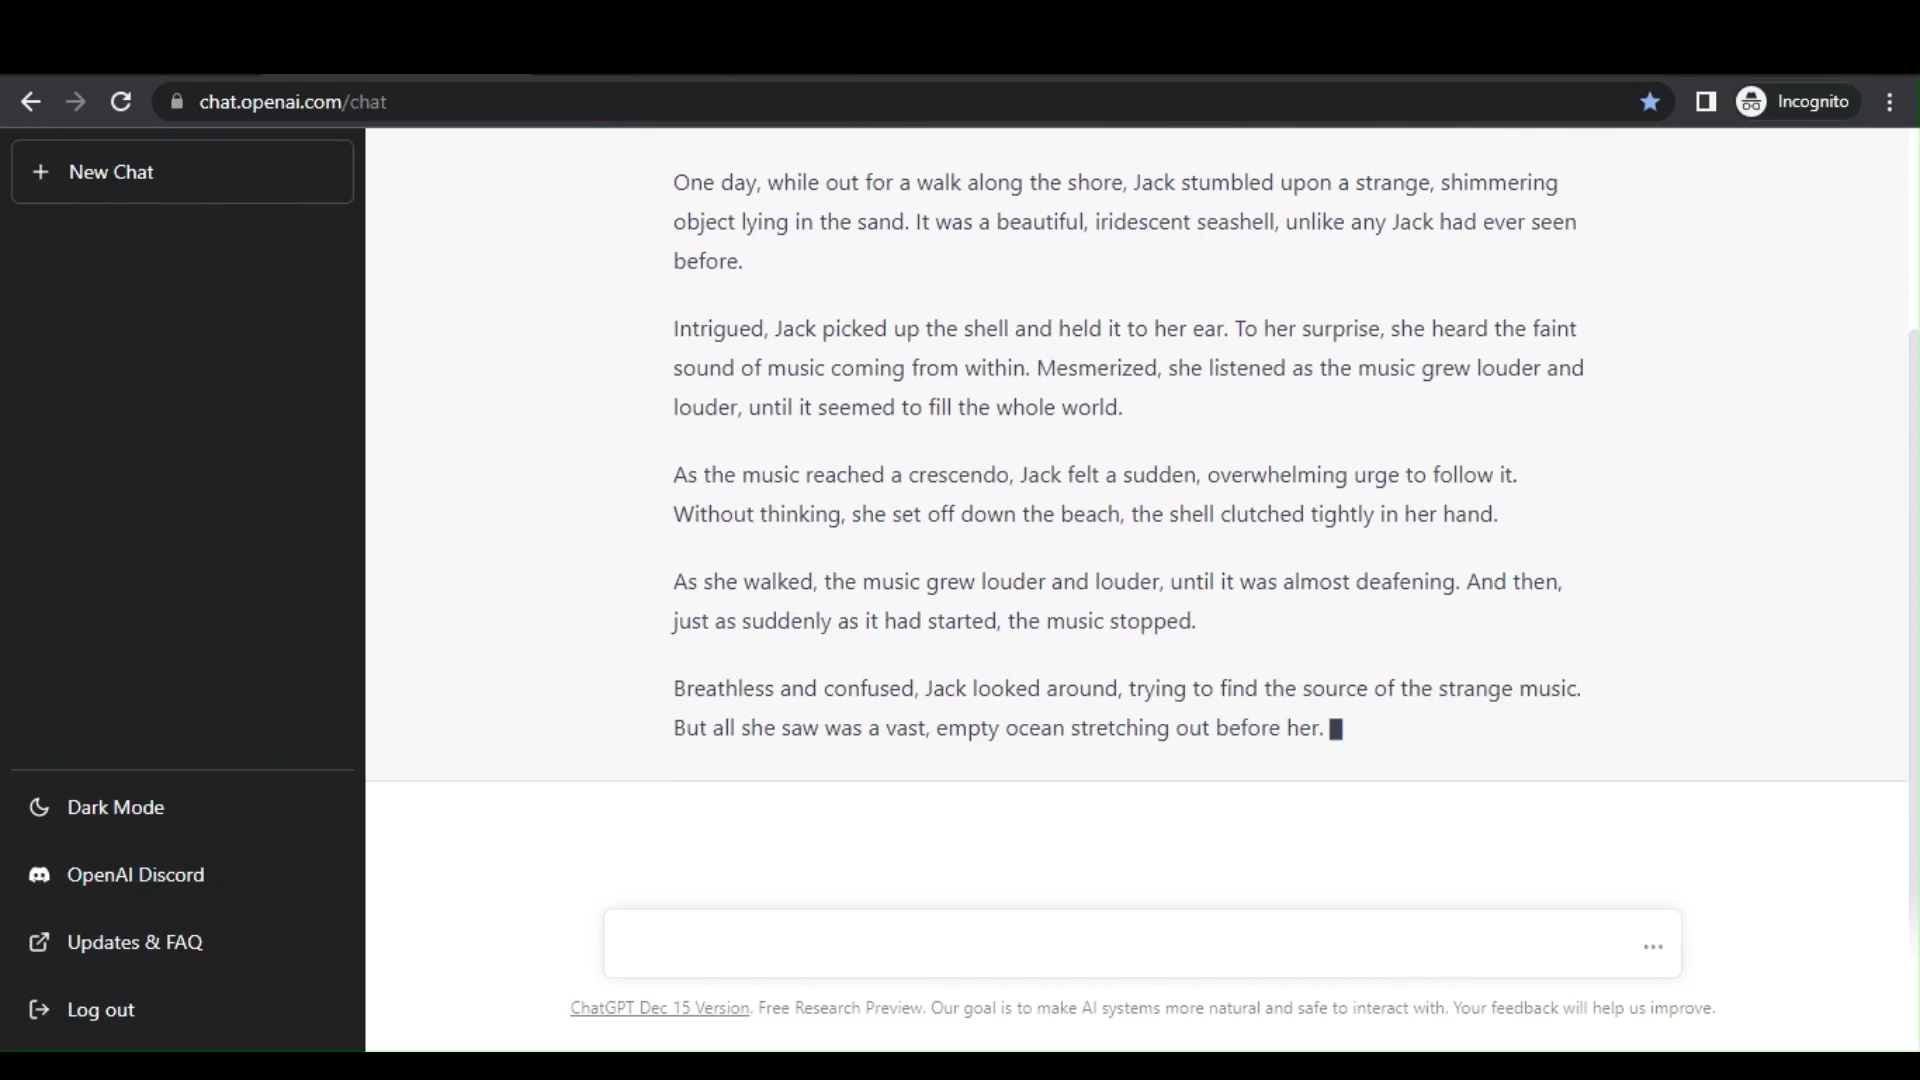 chat.openai.com/chat
Incognito
New Chat
One day, while out for a walk along the shore, Jack stumbled upon a strange, shimmering
object lying in the sand. It was a beautiful, iridescent seashell, unlike any Jack had ever seen
before.
Intrigued, Jack picked up the shell and held it to her ear. To her surprise, she heard the faint
sound of music coming from within. Mesmerized, she listened as the music grew louder and
louder, until it seemed to fill the whole world.
As the music reached a crescendo, Jack felt a sudden, overwhelming urge to follow it.
Without thinking, she set off down the beach, the shell clutched tightly in her hand.
As she walked, the music grew louder and louder, until it was almost deafening. And then,
just as suddenly as it had started, the music stopped.
Breathless and confused, Jack looked around, trying to find the source of the strange music.
But all she saw was a vast, empty ocean stretching out before her.
Dark Mode
OpenAI Discord
Updates & FAQ
Log out
ChatGPT Dec 15 Version. Free Research Preview. Our goal is to make AI systems more natural and safe to interact with. Your feedback will help us improve.